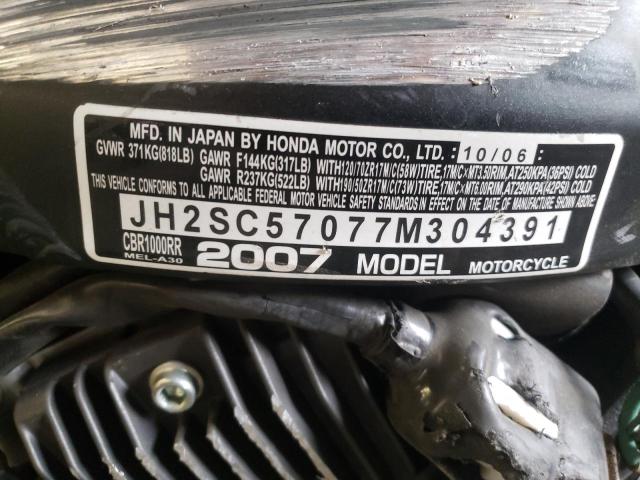 MFD. IN JAPAN BY HONDA MOTOR CO., LTD.: 10/06:
GVWR 371KG(818LB) GAWR F144KG(317LB)WITH120/70ZR17M/C(58W)TIRE,17M/C×MT3.50RIM,AT250KPA(36PSI) COLD
GAWR R237KG(522LB)WITH190/50ZR17M/C(73W)TIRE,17M/C×MT6.00RIM,AT290KPA(42PSI) COLD
THIS VEHICLE CONFORMS TO ALL APPLICABLE
FEDERAL MOTOR VEHICLE SAFETY STANDARDS IN EFFECT ON THE DATE OF MANUFACTURE SHOWN ABOVE.
JH2SC57077M304391
CBR1000RR 2007 MODEL MOTORCYCLE
MEL-A30